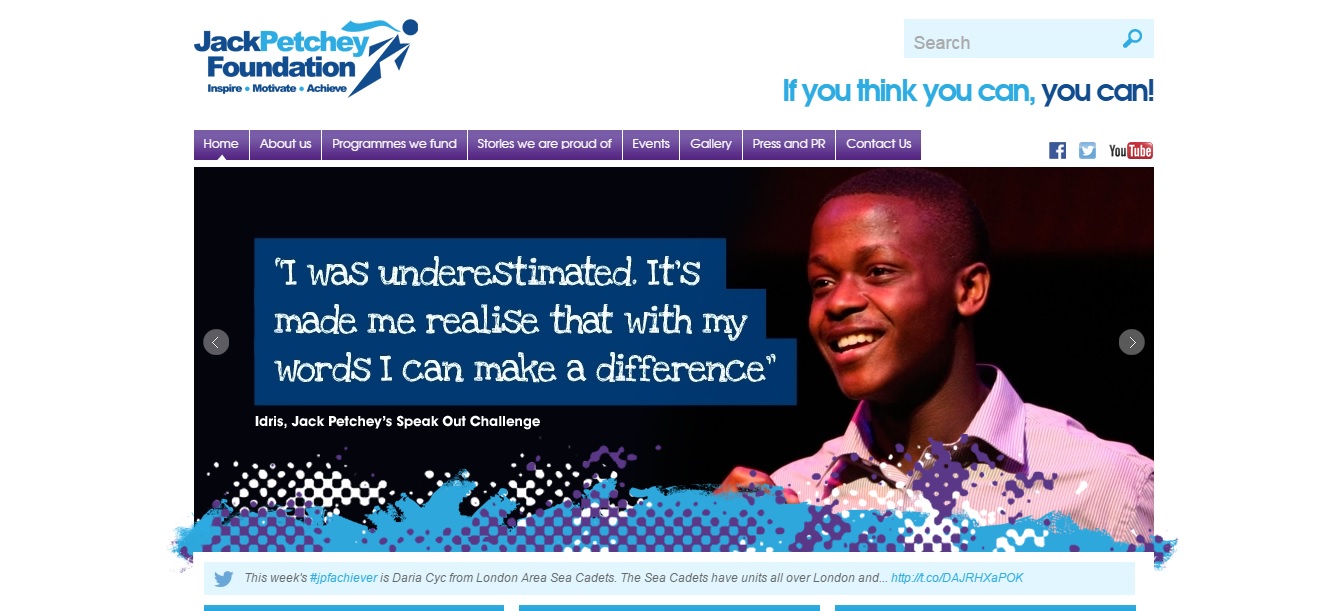 JackPetchey
Foundation
Inspire • Motivate • Achieve
Search
If you think you can, you can!
Home About us Programmes we fund Stories we are proud of Events Gallery Press and PR Contact Us
You Tube
"I was underestimated. It's
made me realise that with my
words I can make a difference"
Idris, Jack Petchey's Speak Out Challenge
This week's #jpfachiever is Daria Cyc from London Area Sea Cadets. The Sea Cadets have units all over London and... http://t.co/DAJRHXaPOK